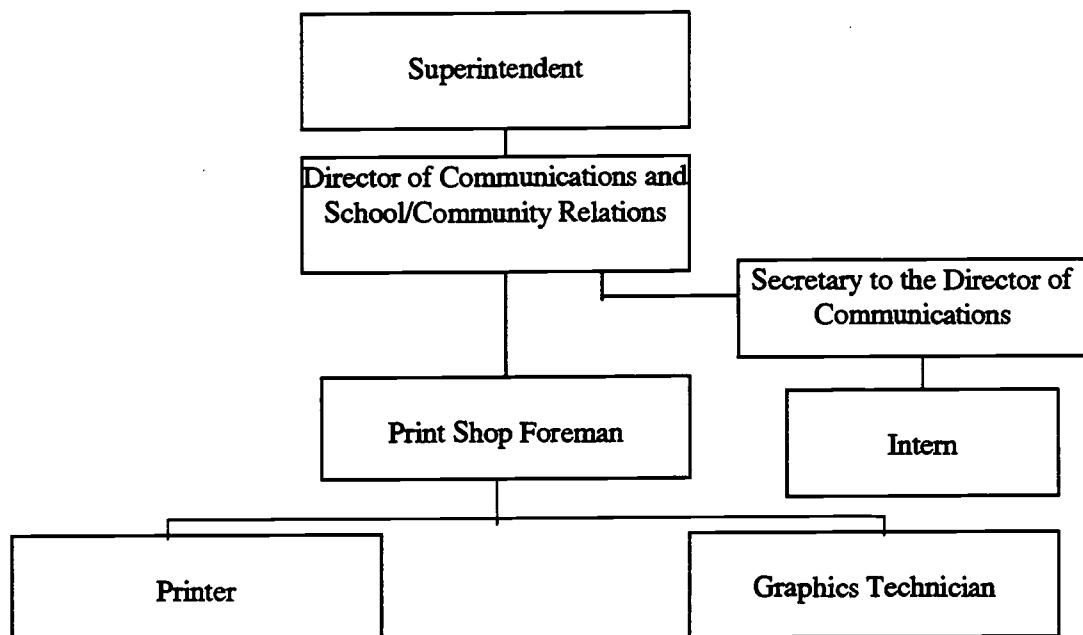 Superintendent
Director of Communications and
School/Community Relations
Secretary to the Director of
Communications
Print Shop Foreman
Intern
Printer
Graphics Technician